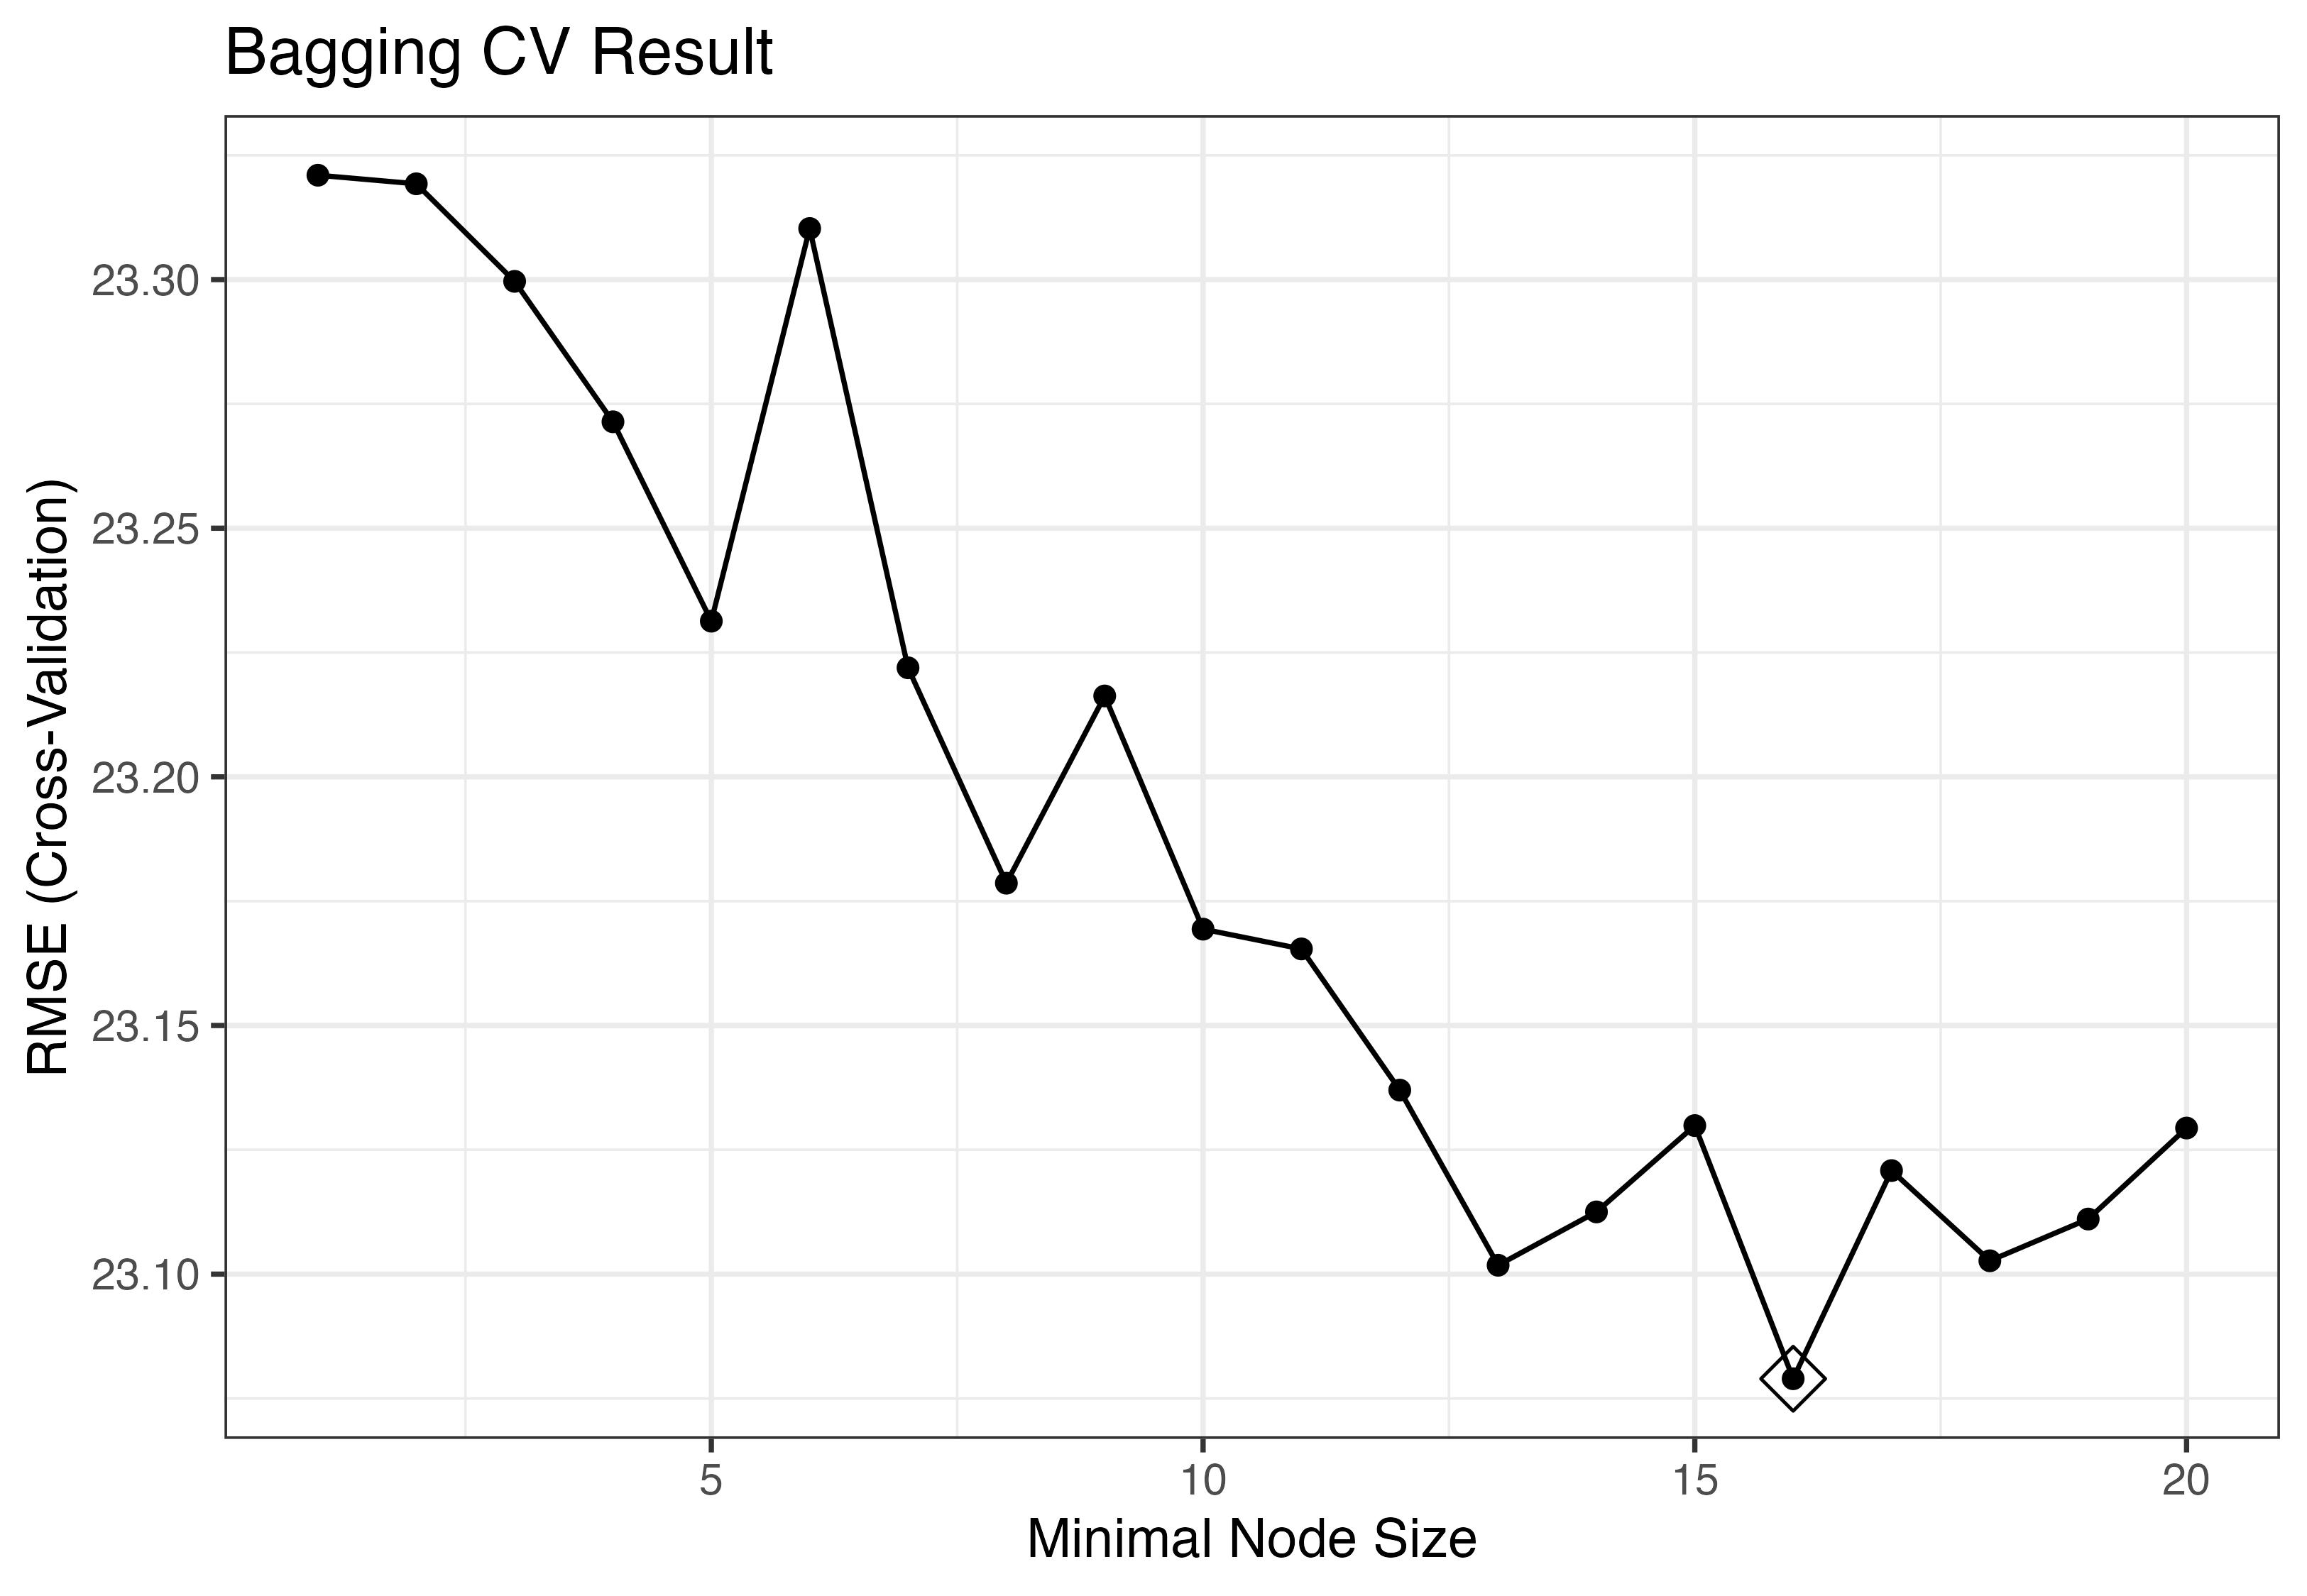 Bagging CV Result
RMSE (Cross-Validation)
23.30
23.25
23.20
23.15
23.10
5 10 15 20
Minimal Node Size